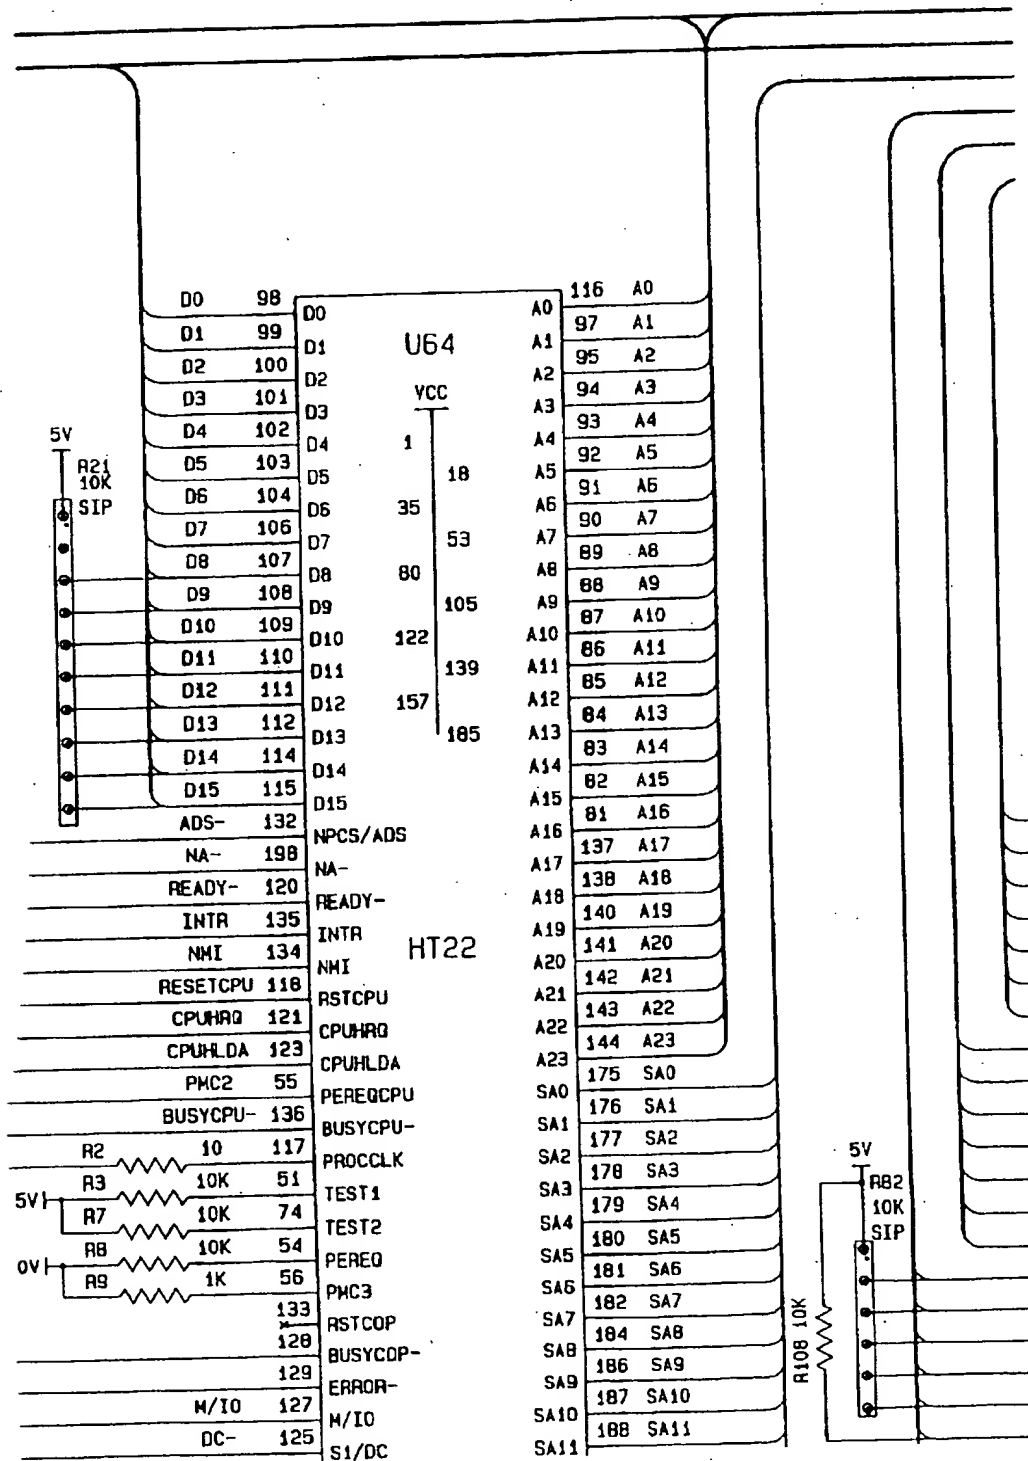 116 A0
D0 98 D0 A0
97 A1
D1 99 D1 U64 A1
95 A2
D2 100 D2 A2
94 A3
D3 101 D3 VCC A3
93 A4
D4 102 D4 1 A4
92 A5
5V
R21
10K
SIP
D5 103 D5 18 A5
91 A6
D6 104 D6 35 A6
90 A7
D7 106 D7 53 A7
89 A8
D8 107 D8 80 A8
88 A9
D9 108 D9 105 A9
87 A10
D10 109 D10 122 A10
86 A11
D11 110 D11 139 A11
85 A12
D12 111 D12 157 A12
84 A13
D13 112 D13 185 A13
83 A14
D14 114 D14 A14
82 A15
D15 115 D15 A15
81 A16
ADS- 132 NPCS/ADS A16
137 A17
NA- 198 NA- A17
138 A18
READY- 120 READY- A18
140 A19
INTR 135 INTR HT22 A19
141 A20
NMI 134 NMI A20
142 A21
RESETCPU 118 RSTCPU A21
143 A22
CPUHRQ 121 CPUHRQ A22
144 A23
CPUHLDA 123 CPUHLDA A23
175 SA0
PMC2 55 PEREQCPU SA0
176 SA1
BUSYCPU- 136 BUSYCPU- SA1
177 SA2
R2 10 117 PROCCLK SA2
178 SA3
5V R3 10K 51 TEST1 SA3
179 SA4
R7 10K 74 TEST2 SA4
180 SA5
0V R8 10K 54 PEREQ SA5
181 SA6
R9 1K 56 PMC3 SA6
182 SA7
133 RSTCOP SA7
184 SA8
128 BUSYCOP- SA8
186 SA9
129 ERROR- SA9
187 SA10
M/IO 127 M/IO SA10
188 SA11
DC- 125 S1/DC SA11
5V
R82
10K
SIP
R108 10K